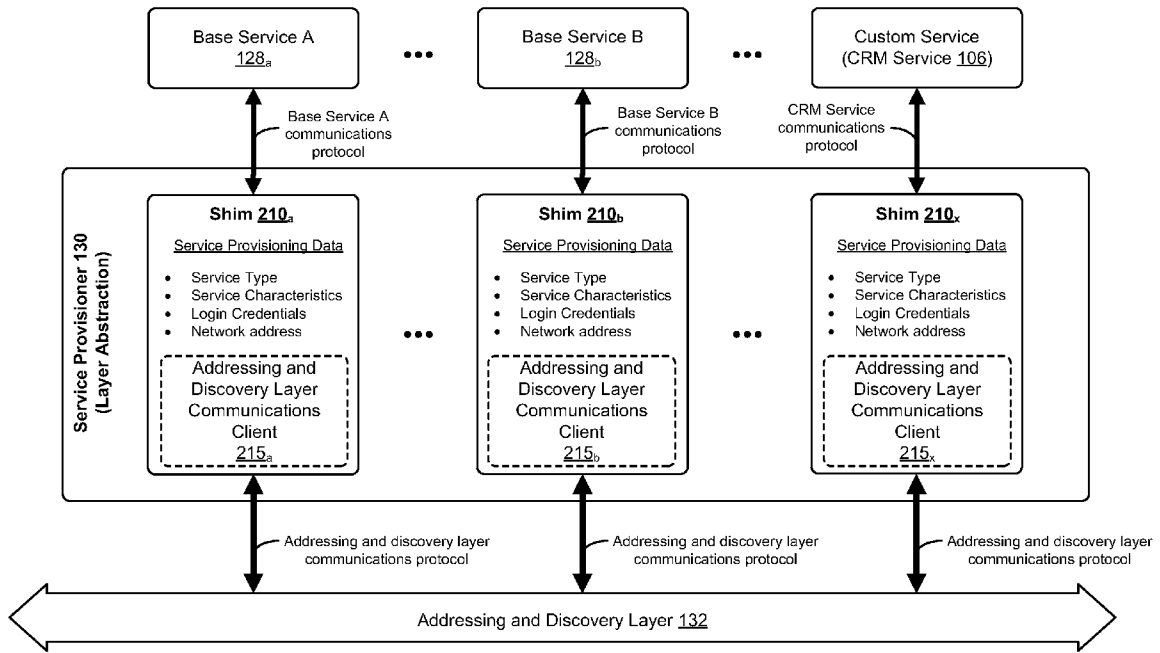 Base Service A
128a
•••
Base Service B
128b
•••
Custom Service
(CRM Service 106)
Base Service A
communications
protocol
Base Service B
communications
protocol
CRM Service
communications
protocol
Service Provisioner 130
(Layer Abstraction)
Shim 210a
Service Provisioning Data
• Service Type
• Service Characteristics
• Login Credentials
• Network address
Addressing and
Discovery Layer
Communications
Client
215a
•••
Shim 210b
Service Provisioning Data
• Service Type
• Service Characteristics
• Login Credentials
• Network address
Addressing and
Discovery Layer
Communications
Client
215b
•••
Shim 210x
Service Provisioning Data
• Service Type
• Service Characteristics
• Login Credentials
• Network address
Addressing and
Discovery Layer
Communications
Client
215x
Addressing and discovery layer
communications protocol
Addressing and discovery layer
communications protocol
Addressing and discovery layer
communications protocol
Addressing and Discovery Layer 132